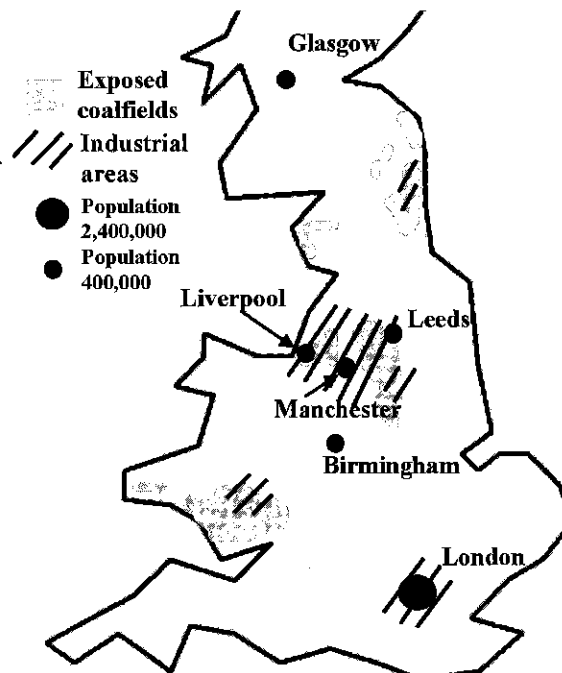 Glasgow
Exposed
coalfields
Industrial
areas
Population
2,400,000
Population
400,000
Liverpool
Leeds
Manchester
Birmingham
London